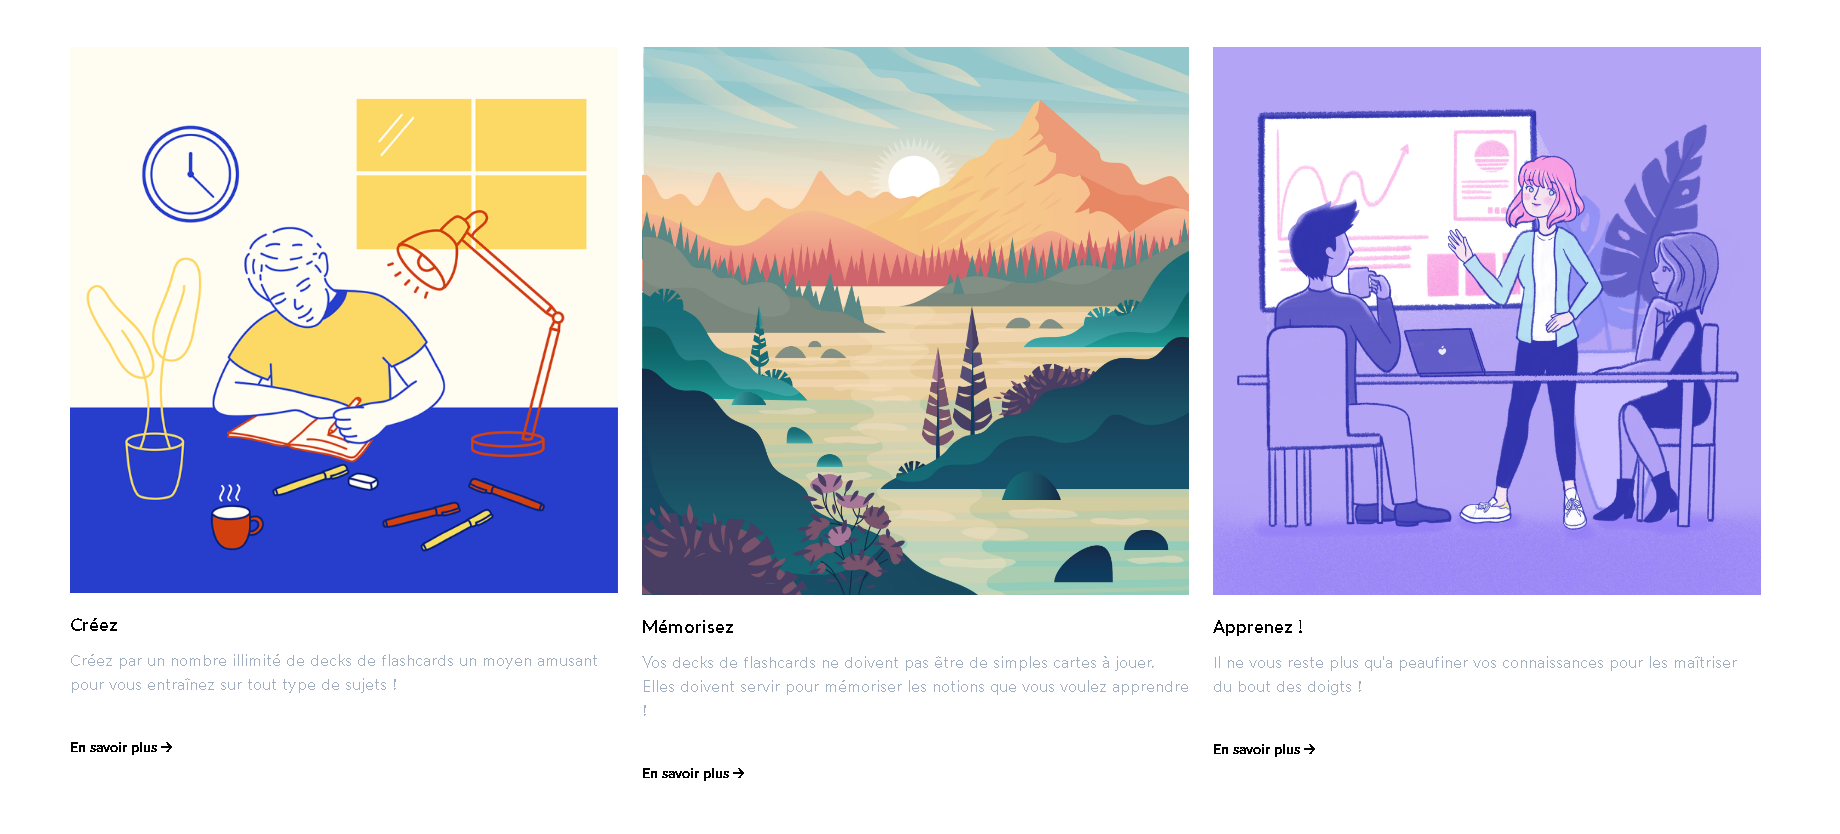 Créez
Créez par un nombre illimité de decks de flashcards un moyen amusant
pour vous entraînez sur tout type de sujets !
En savoir plus →
Mémorisez
Vos decks de flashcards ne doivent pas être de simples cartes à jouer.
Elles doivent servir pour mémoriser les notions que vous voulez apprendre
!
En savoir plus →
Apprenez !
Il ne vous reste plus qu'a peaufiner vos connaissances pour les maîtriser
du bout des doigts !
En savoir plus →